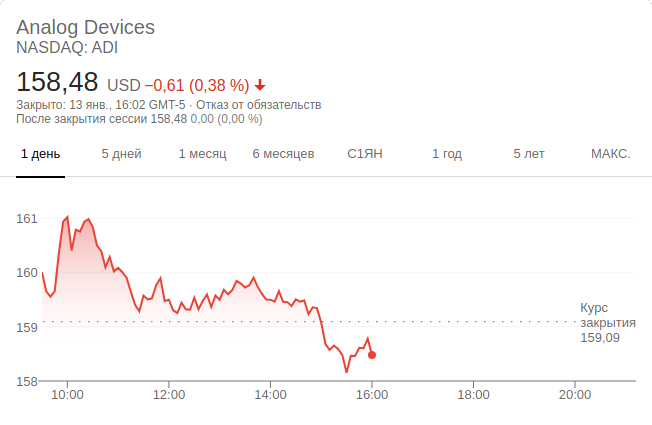 Analog Devices
NASDAQ: ADI
158,48 USD −0,61 (0,38 %)
Закрыто: 13 янв., 16:02 GMT-5 · Отказ от обязательств
После закрытия сессии 158,48 0,00 (0,00 %)
1 день 5 дней 1 месяц 6 месяцев С1ЯН 1 год 5 лет МАКС.
161
160
159
158
Курс
закрытия
159,09
10:00 12:00 14:00 16:00 18:00 20:00